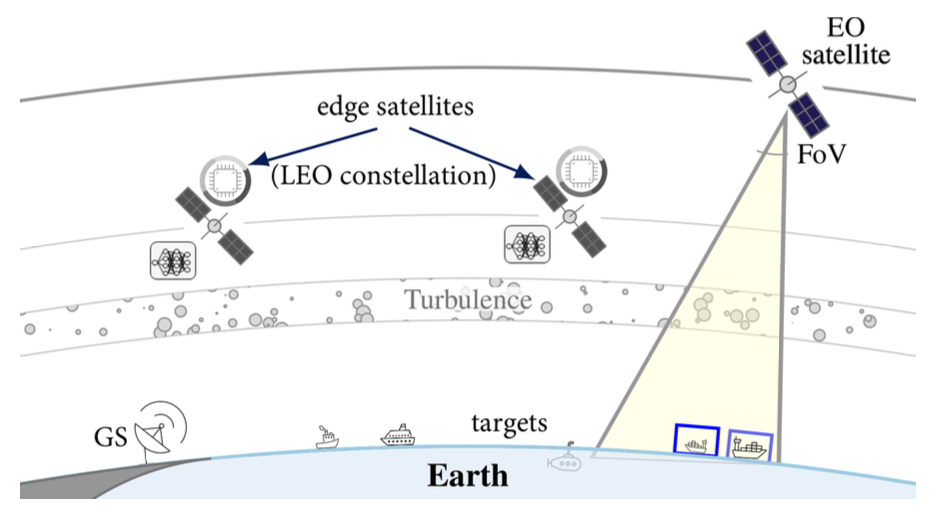 EO
satellite
edge satellites
(LEO constellation)
FoV
Turbulence
GS
targets
Earth